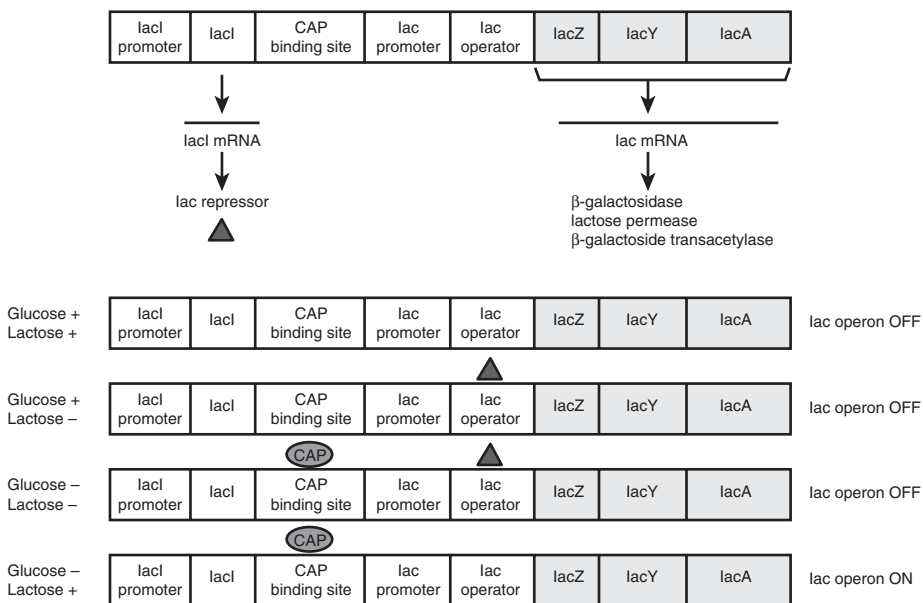 lacI promoter
lacI
CAP binding site
lac promoter
lac operator
lacZ
lacY
lacA
lacI mRNA
lac mRNA
lac repressor
β-galactosidase
lactose permease
β-galactoside transacetylase
Glucose +
Lactose +
lacI promoter
lacI
CAP binding site
lac promoter
lac operator
lacZ
lacY
lacA
lac operon OFF
Glucose +
Lactose –
lacI promoter
lacI
CAP binding site
lac promoter
lac operator
lacZ
lacY
lacA
lac operon OFF
CAP
Glucose –
Lactose –
lacI promoter
lacI
CAP binding site
lac promoter
lac operator
lacZ
lacY
lacA
lac operon OFF
CAP
Glucose –
Lactose +
lacI promoter
lacI
CAP binding site
lac promoter
lac operator
lacZ
lacY
lacA
lac operon ON